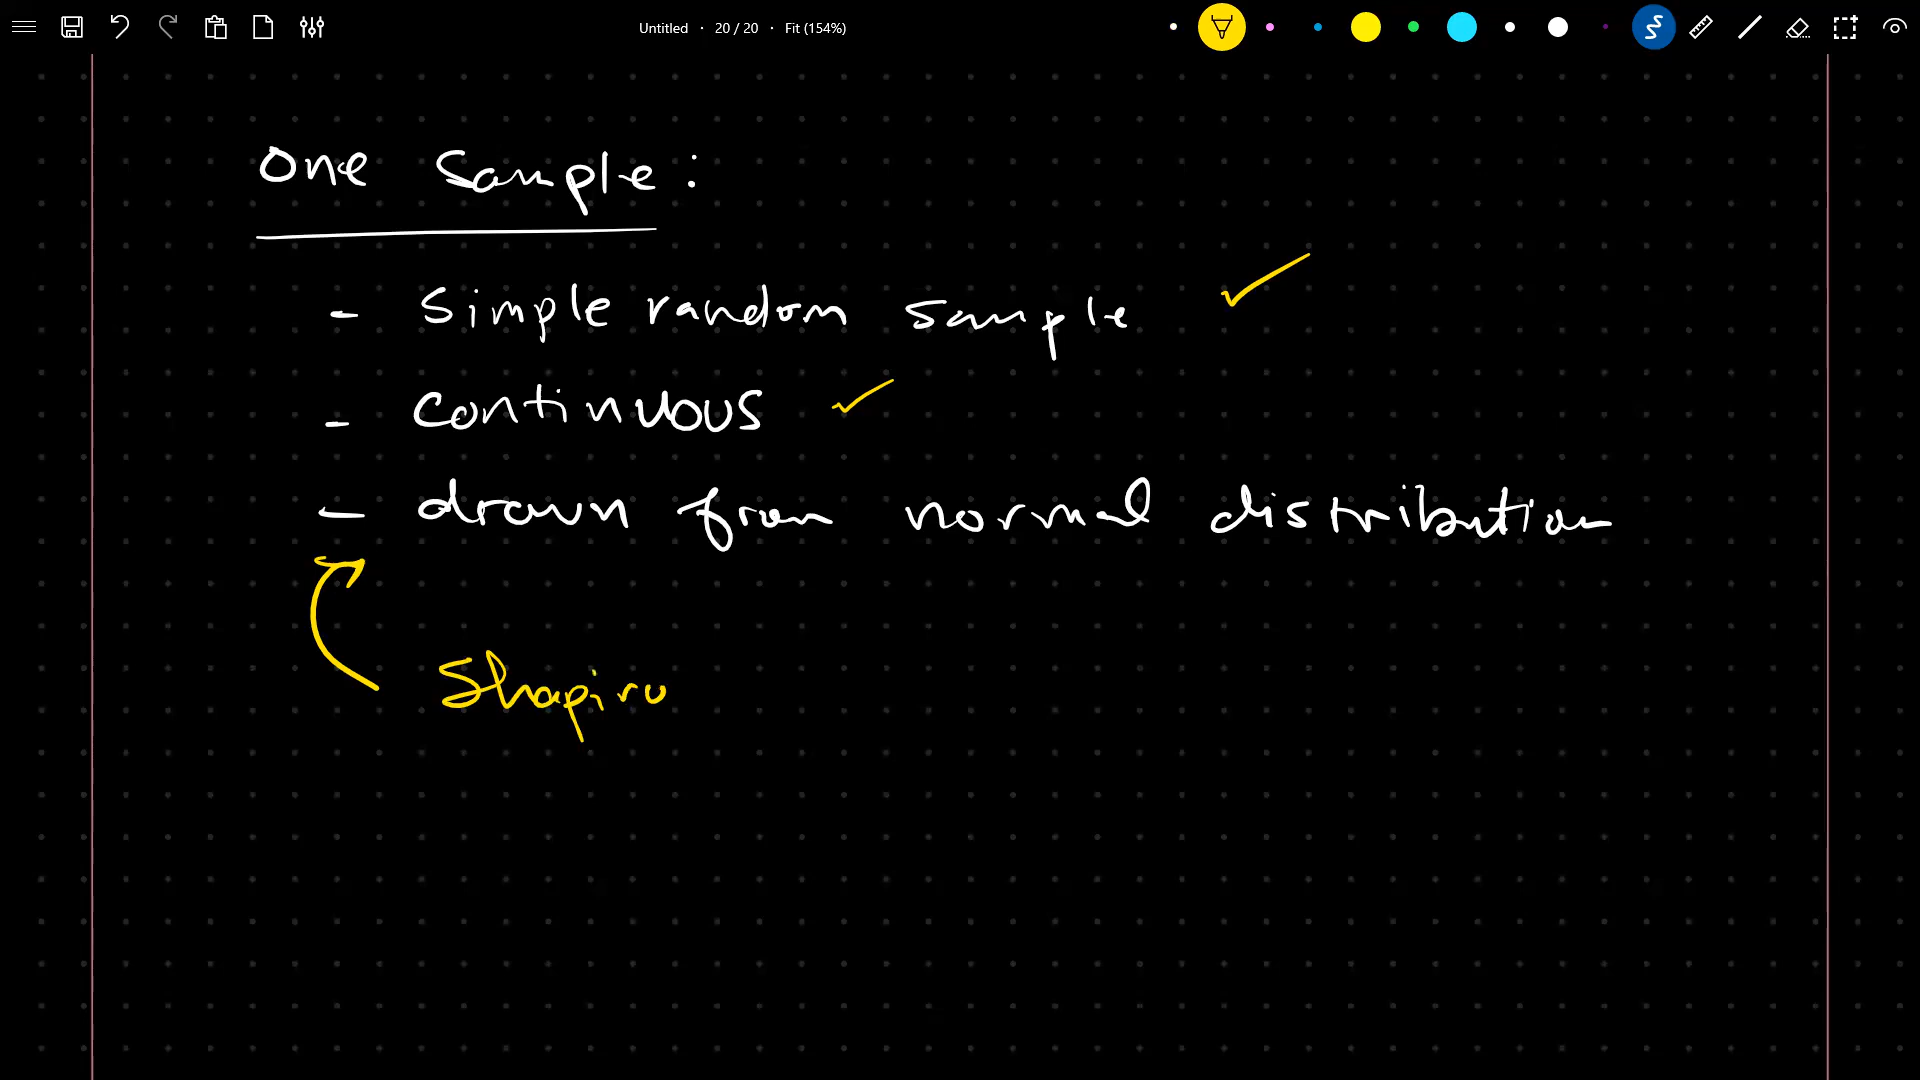 Untitled · 20 / 20 · Fit (154%)
One Sample:
- Simple random sample ✓
- continuous ✓
- drawn from normal distribution
Shapiro